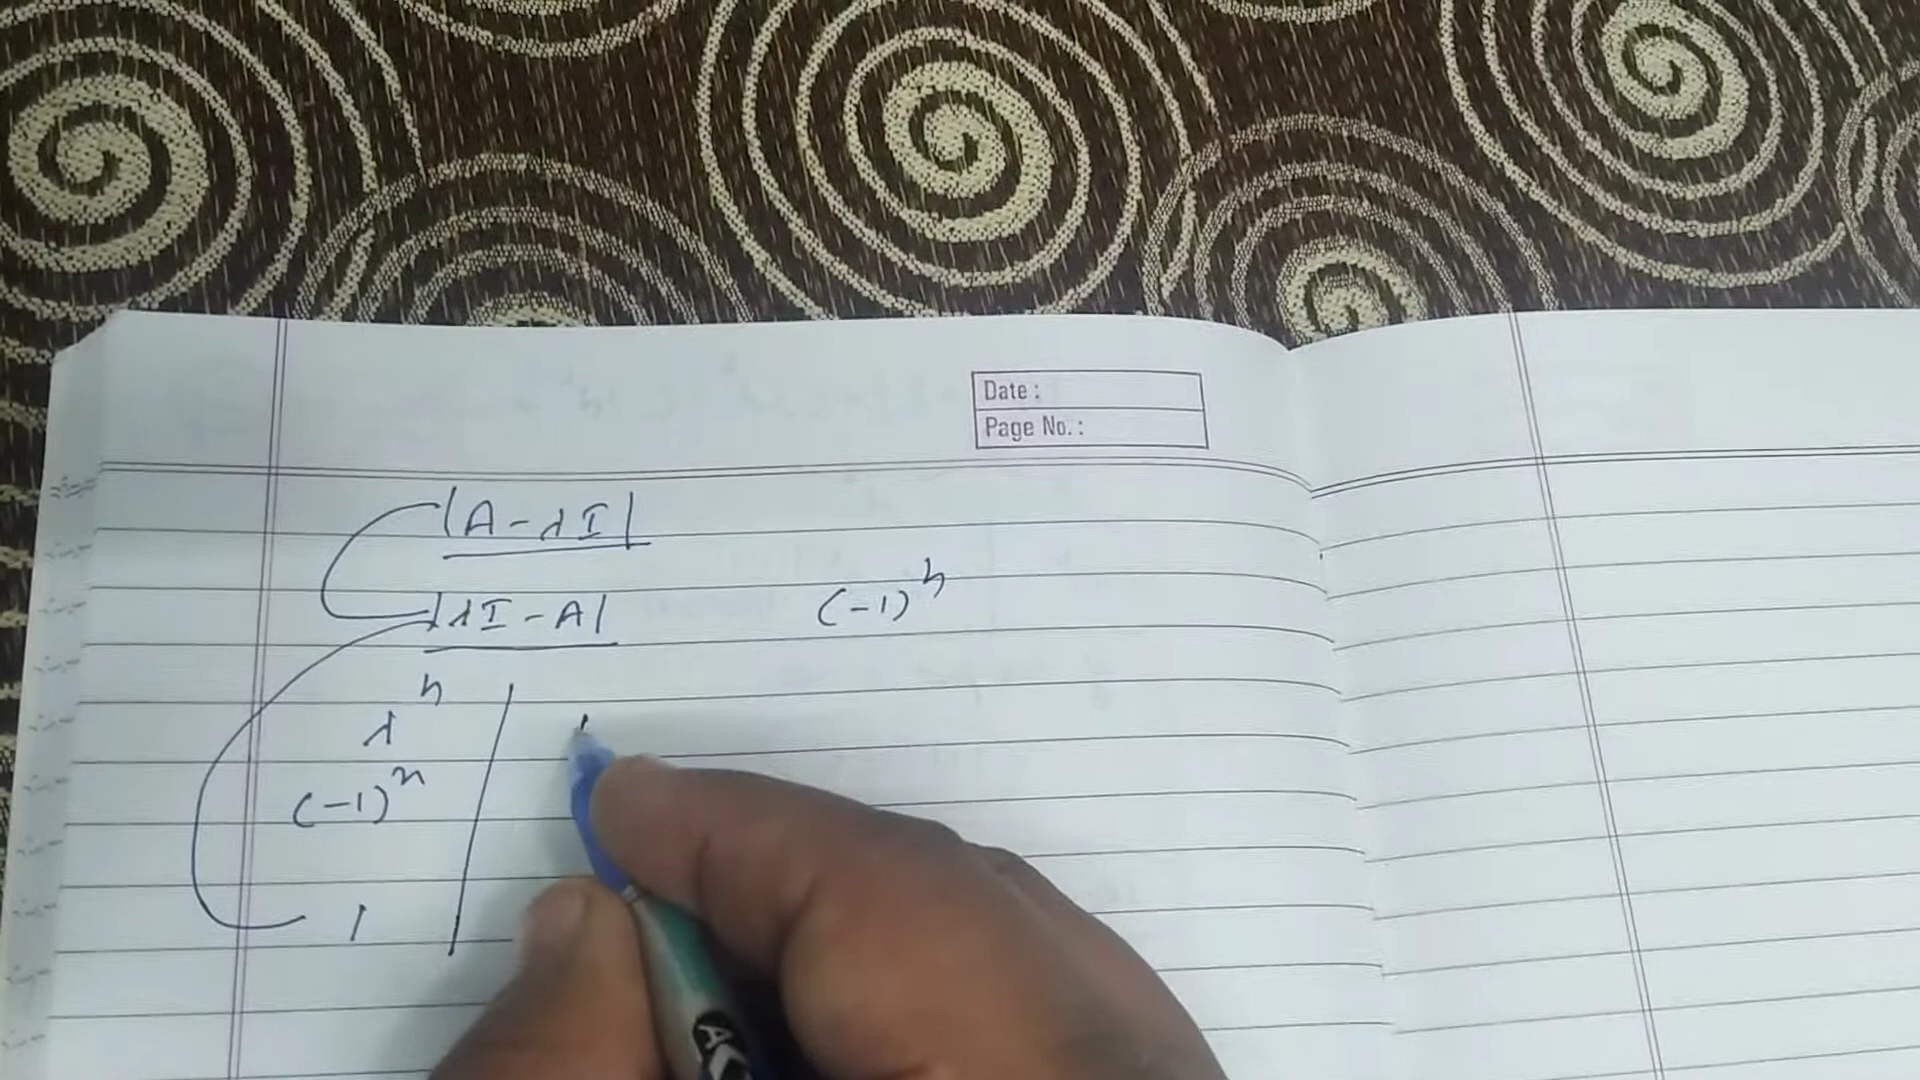 Date :
Page No. :
|A - λI|
|λI - A| (-1)^n
λ^n
(-1)^n
1